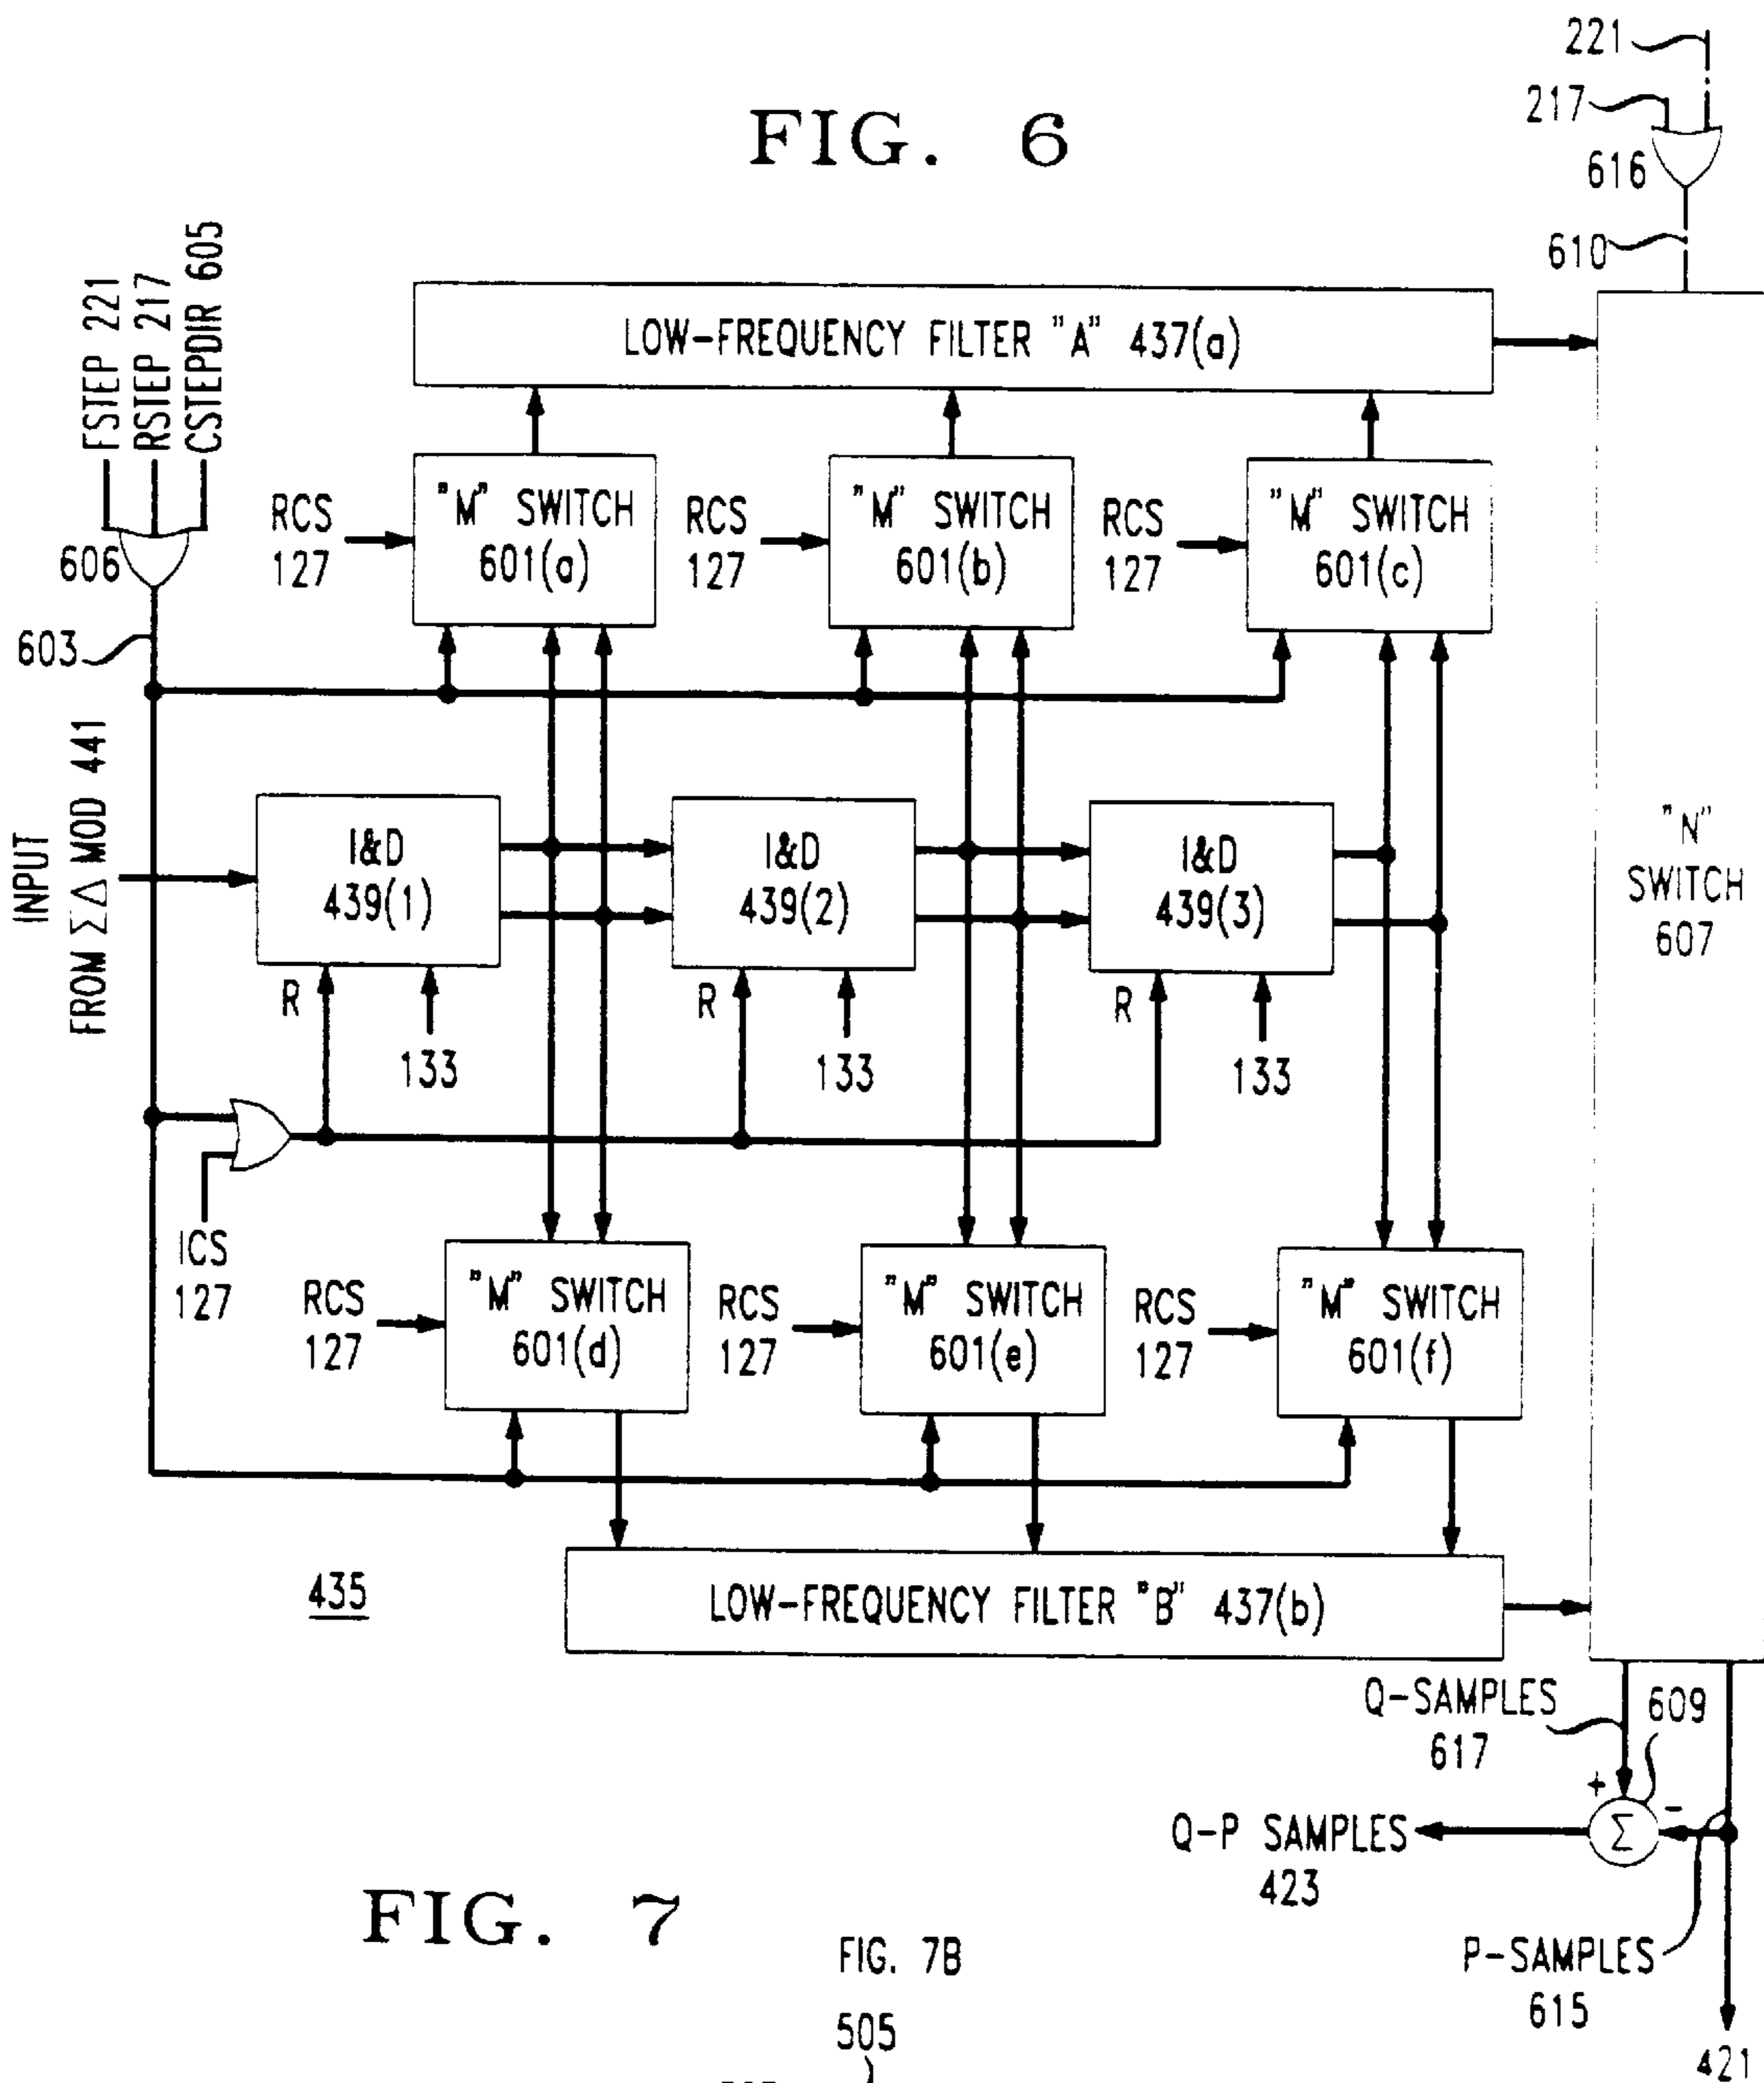 FIG. 6
221
217
616
610
FSTEP 221
RSTEP 217
CSTEPDIR 605
606
603
LOW-FREQUENCY FILTER "A" 437(a)
RCS
127
"M" SWITCH
601(a)
RCS
127
"M" SWITCH
601(b)
RCS
127
"M" SWITCH
601(c)
INPUT
FROM ΣΔ MOD 441
I&D
439(1)
I&D
439(2)
I&D
439(3)
"N"
SWITCH
607
R
133
R
133
R
133
ICS
127
RCS
127
"M" SWITCH
601(d)
RCS
127
"M" SWITCH
601(e)
RCS
127
"M" SWITCH
601(f)
435
LOW-FREQUENCY FILTER "B" 437(b)
Q-SAMPLES
617
609
+
-
Σ
Q-P SAMPLES
423
P-SAMPLES
615
421
FIG. 7
FIG. 7B
505